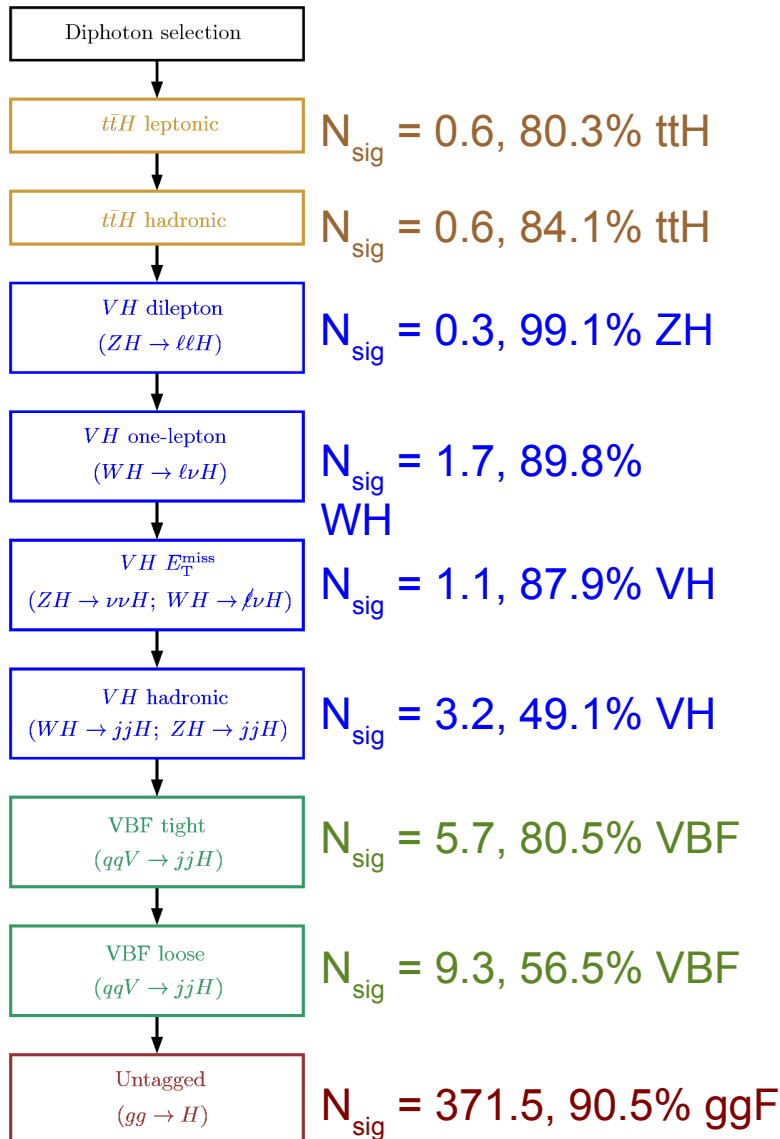 Diphoton selection
tt̄H leptonic
N_sig = 0.6, 80.3% ttH
tt̄H hadronic
N_sig = 0.6, 84.1% ttH
VH dilepton
(ZH → ℓℓH)
N_sig = 0.3, 99.1% ZH
VH one-lepton
(WH → ℓνH)
N_sig = 1.7, 89.8%
WH
VH E_T^miss
(ZH → ννH; WH → ℓ̸νH)
N_sig = 1.1, 87.9% VH
VH hadronic
(WH → jjH; ZH → jjH)
N_sig = 3.2, 49.1% VH
VBF tight
(qqV → jjH)
N_sig = 5.7, 80.5% VBF
VBF loose
(qqV → jjH)
N_sig = 9.3, 56.5% VBF
Untagged
(gg → H)
N_sig = 371.5, 90.5% ggF